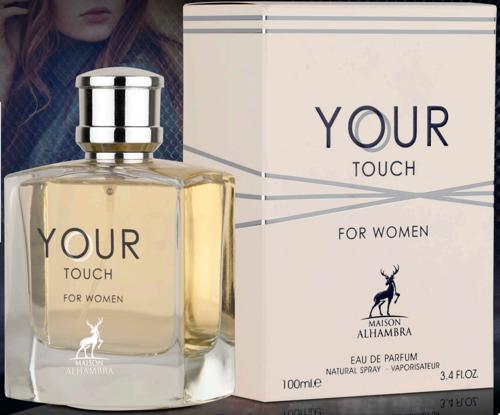 YOUR
TOUCH
FOR WOMEN
MAISON
ALHAMBRA
YOUR
TOUCH
FOR WOMEN
MAISON
ALHAMBRA
EAU DE PARFUM
NATURAL SPRAY - VAPORISATEUR
100ml.e 3.4 FL.OZ.